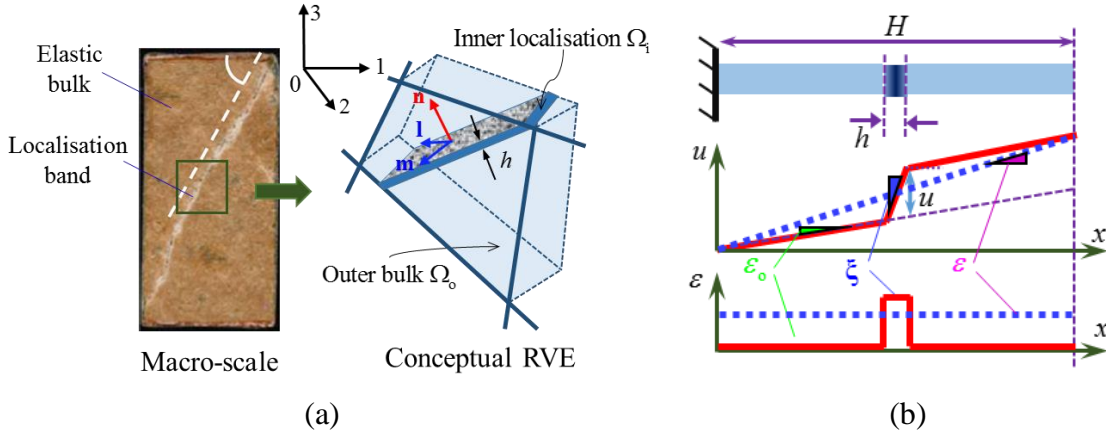 3
Elastic
bulk
0
1
2
Localisation
band
Inner localisation Ωi
n
l
m
h
Outer bulk Ωo
Macro-scale
Conceptual RVE
(a)
H
h
u
u
x
εo
ξ
ε
ε
x
(b)